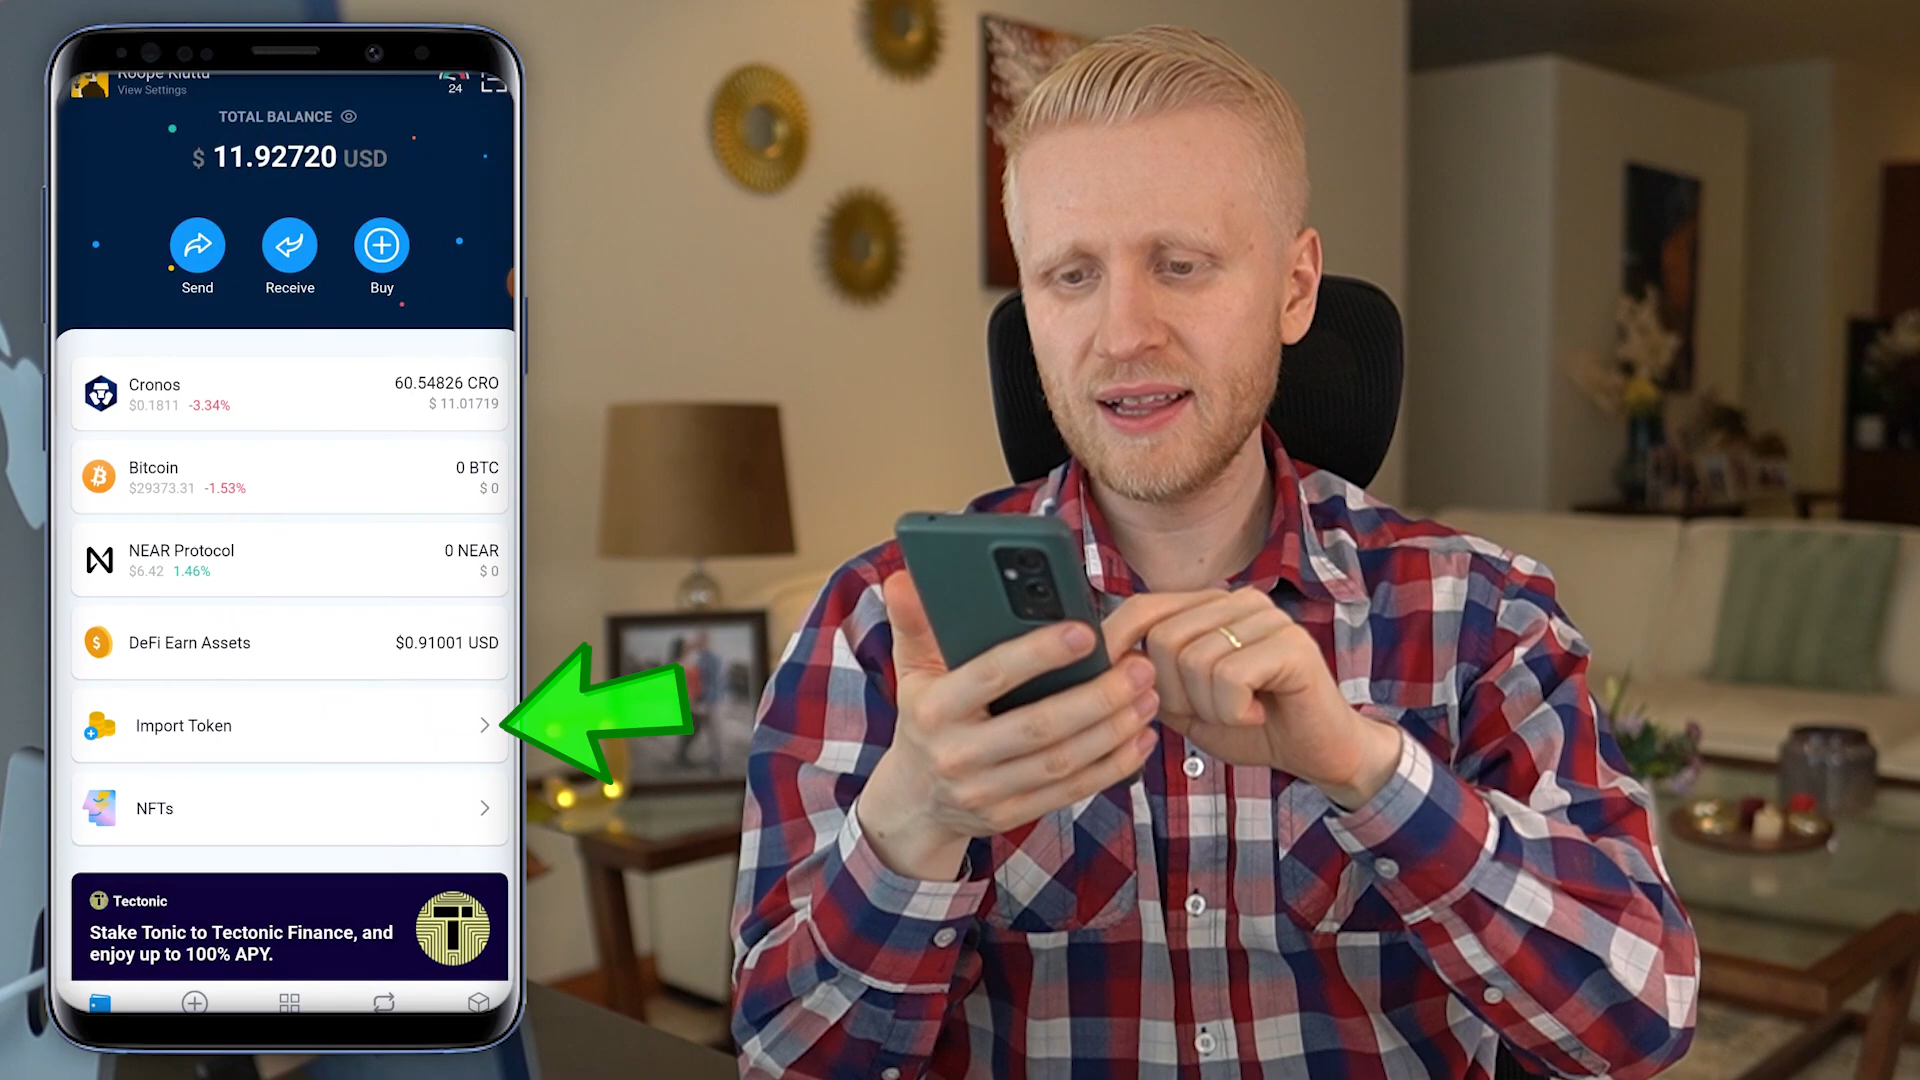 View Settings
24
TOTAL BALANCE
$ 11.92720 USD
Send
Receive
Buy
Cronos
60.54826 CRO
$0.1811 -3.34%
$ 11.01719
Bitcoin
0 BTC
$29373.31 -1.53%
$ 0
NEAR Protocol
0 NEAR
$6.42 1.46%
$ 0
DeFi Earn Assets
$0.91001 USD
Import Token
NFTs
Tectonic
Stake Tonic to Tectonic Finance, and
enjoy up to 100% APY.